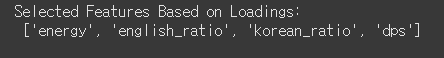 Selected Features Based on Loadings:
['energy', 'english_ratio', 'korean_ratio', 'dps']